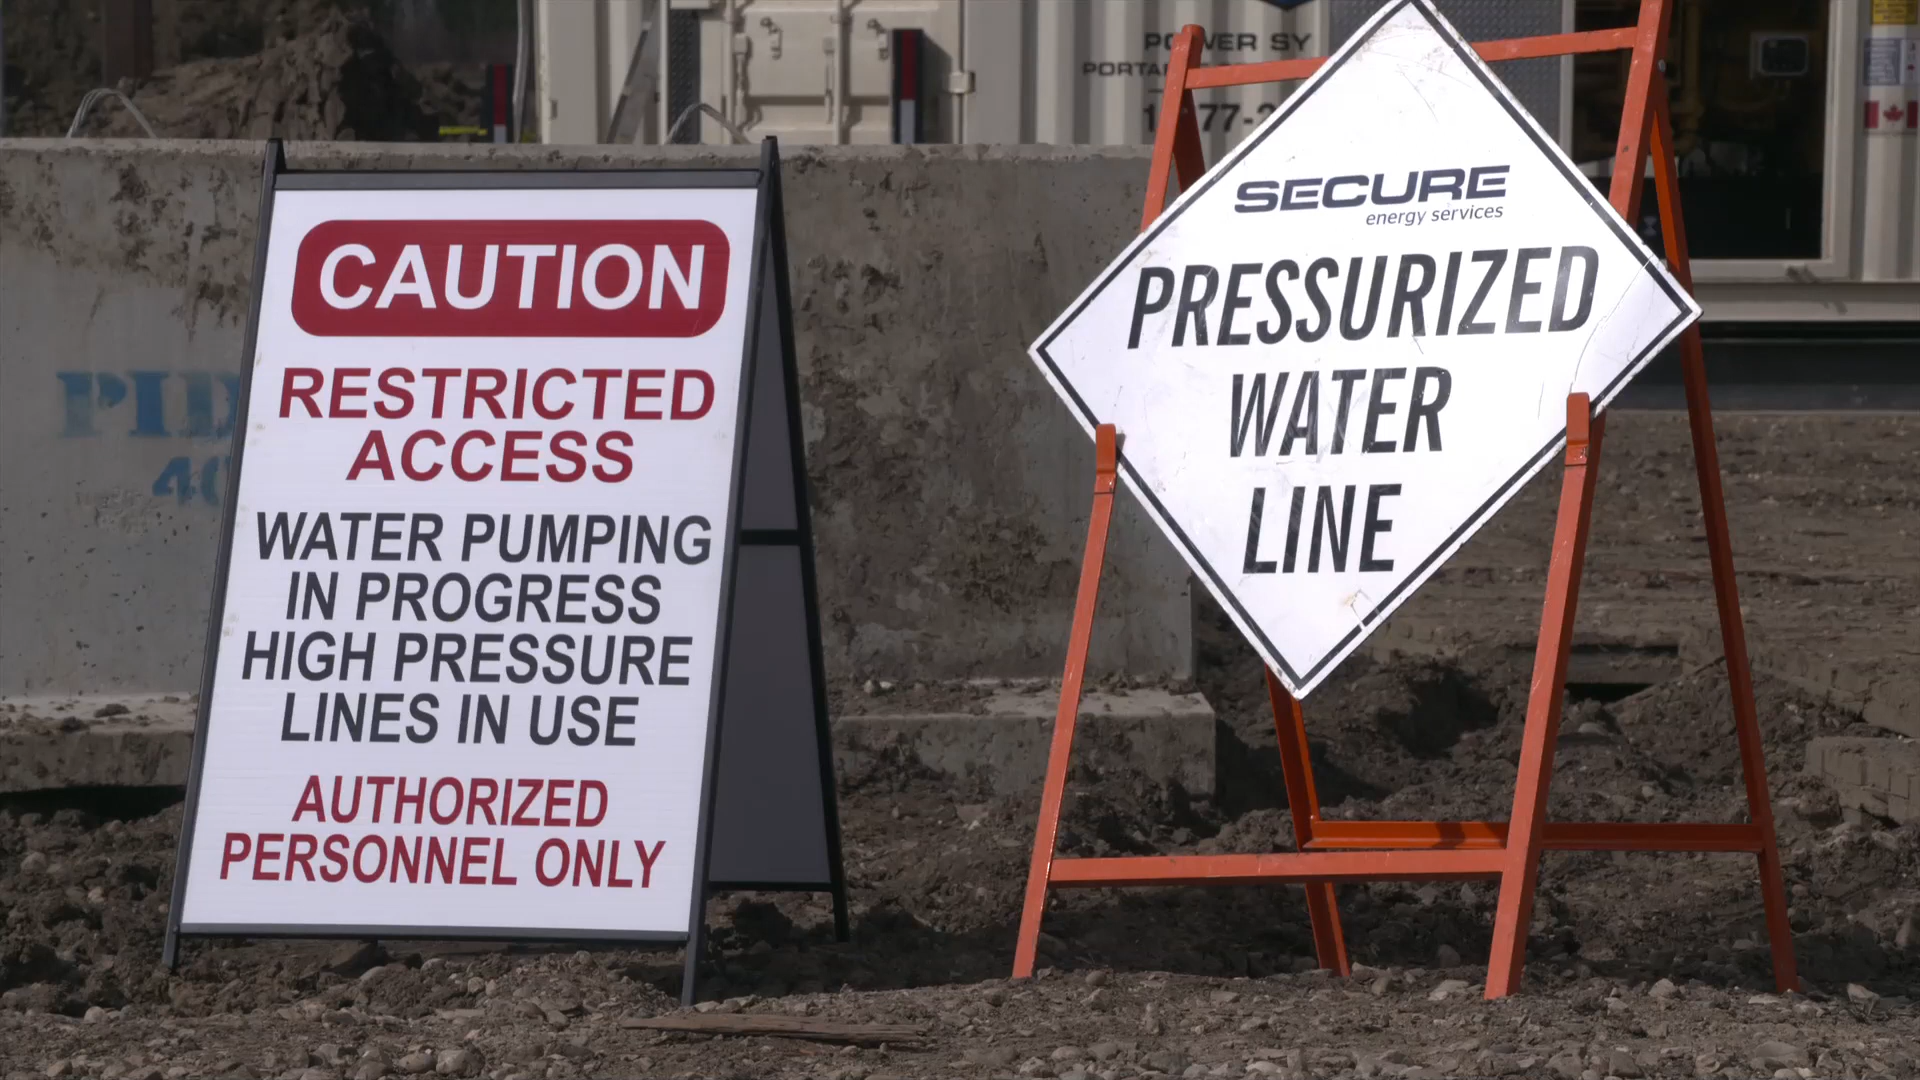 CAUTION
RESTRICTED
ACCESS
WATER PUMPING
IN PROGRESS
HIGH PRESSURE
LINES IN USE
AUTHORIZED
PERSONNEL ONLY
SECURE
energy services
PRESSURIZED
WATER
LINE